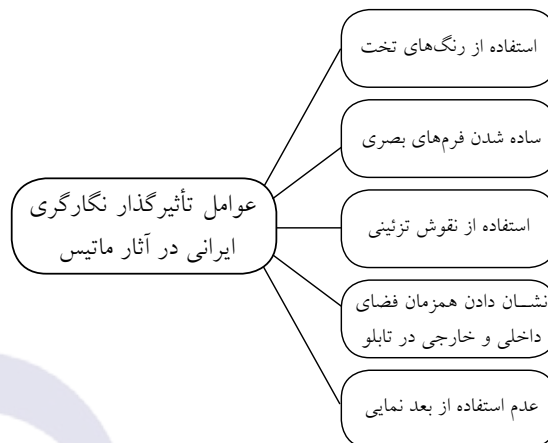 عوامل تأثیرگذار نگارگری
ایرانی در آثار ماتیس
استفاده از رنگ‌های تخت
ساده شدن فرم‌های بصری
استفاده از نقوش تزئینی
نشــان دادن همزمان فضای
داخلی و خارجی در تابلو
عدم استفاده از بعد نمایی